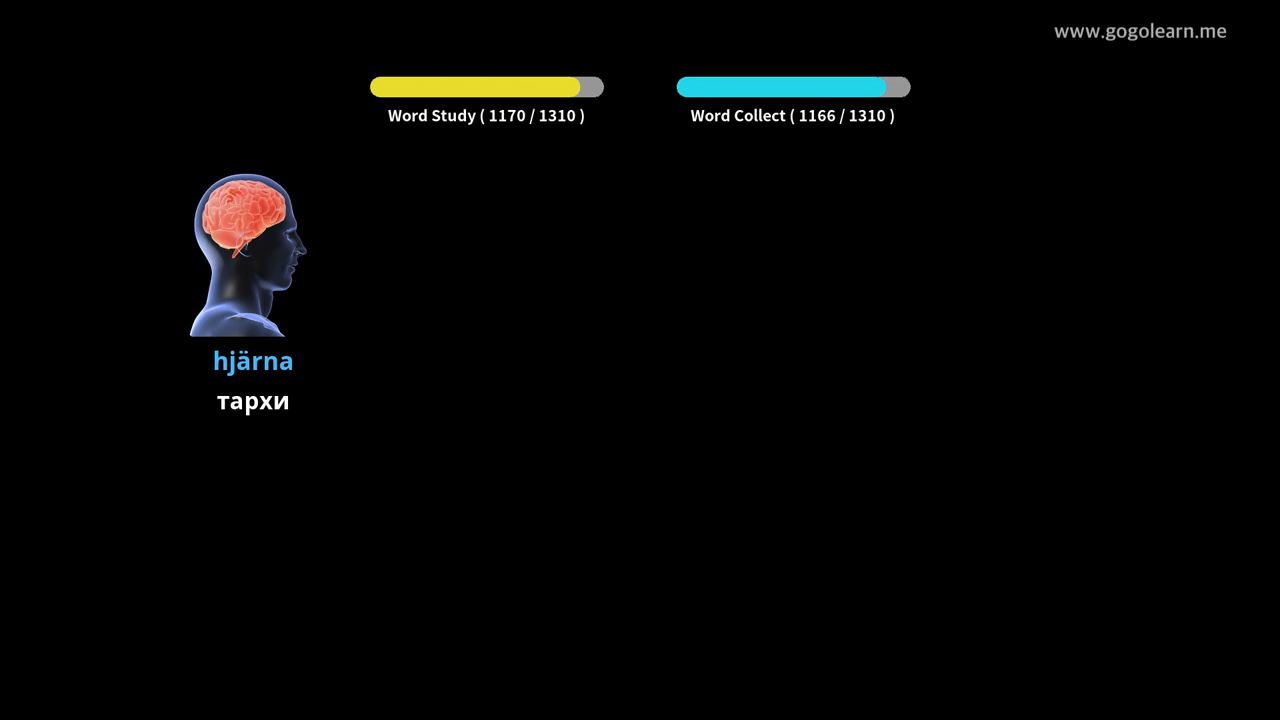 www.gogolearn.me
Word Study ( 1170 / 1310 )
Word Collect ( 1166 / 1310 )
hjärna
тархи